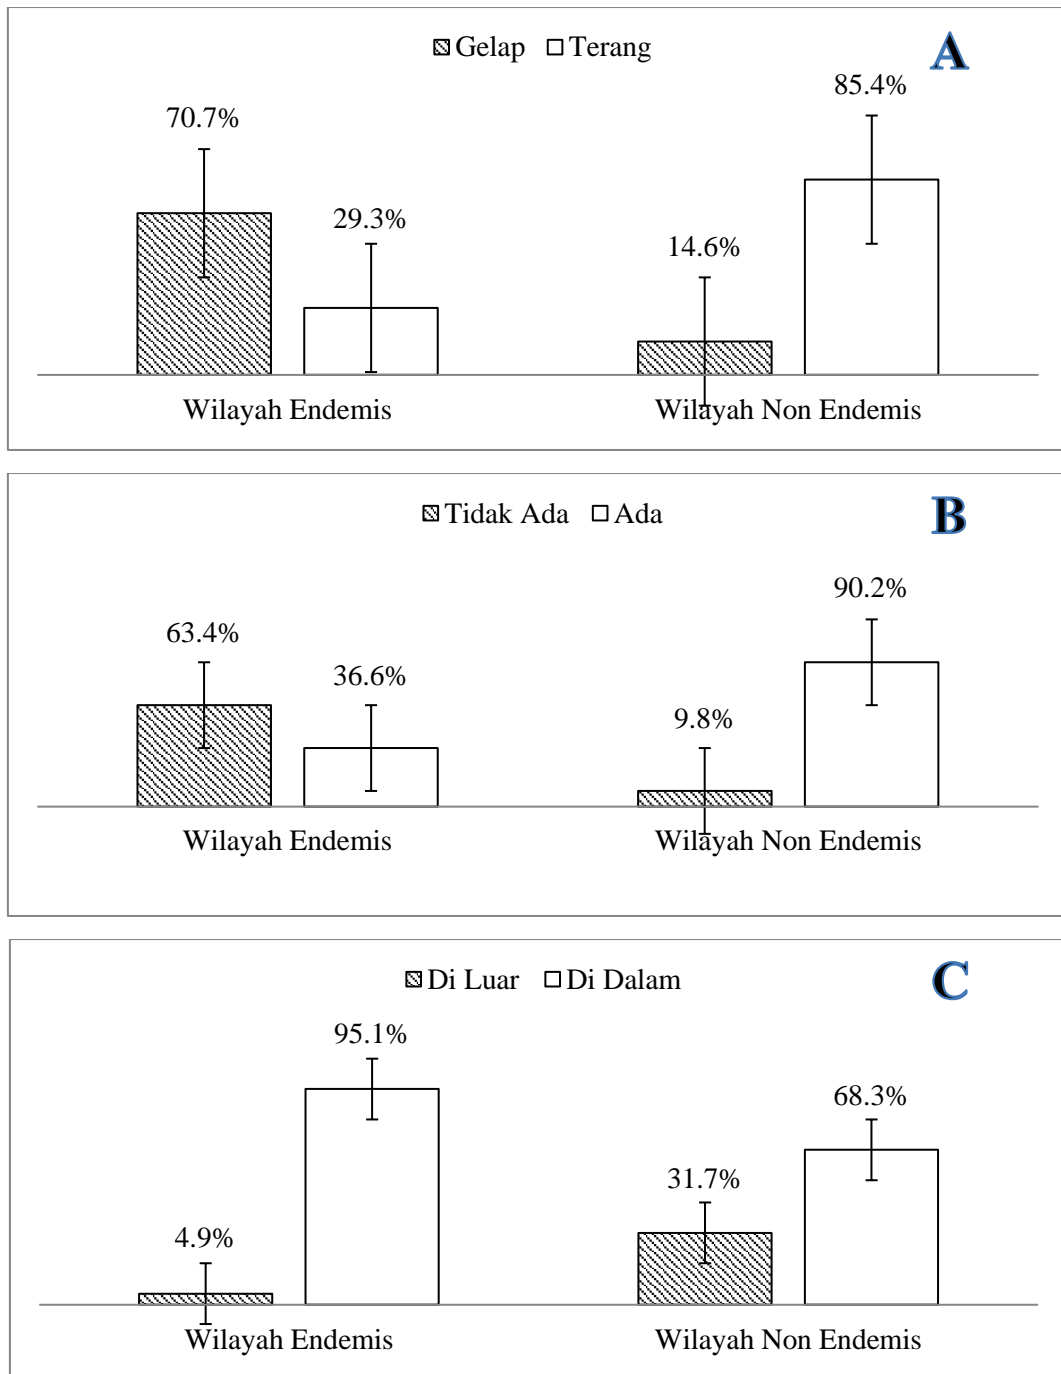 Gelap Terang
A
85.4%
70.7%
29.3%
14.6%
Wilayah Endemis Wilayah Non Endemis
Tidak Ada Ada
B
90.2%
63.4%
36.6%
9.8%
Wilayah Endemis Wilayah Non Endemis
Di Luar Di Dalam
C
95.1%
68.3%
31.7%
4.9%
Wilayah Endemis Wilayah Non Endemis